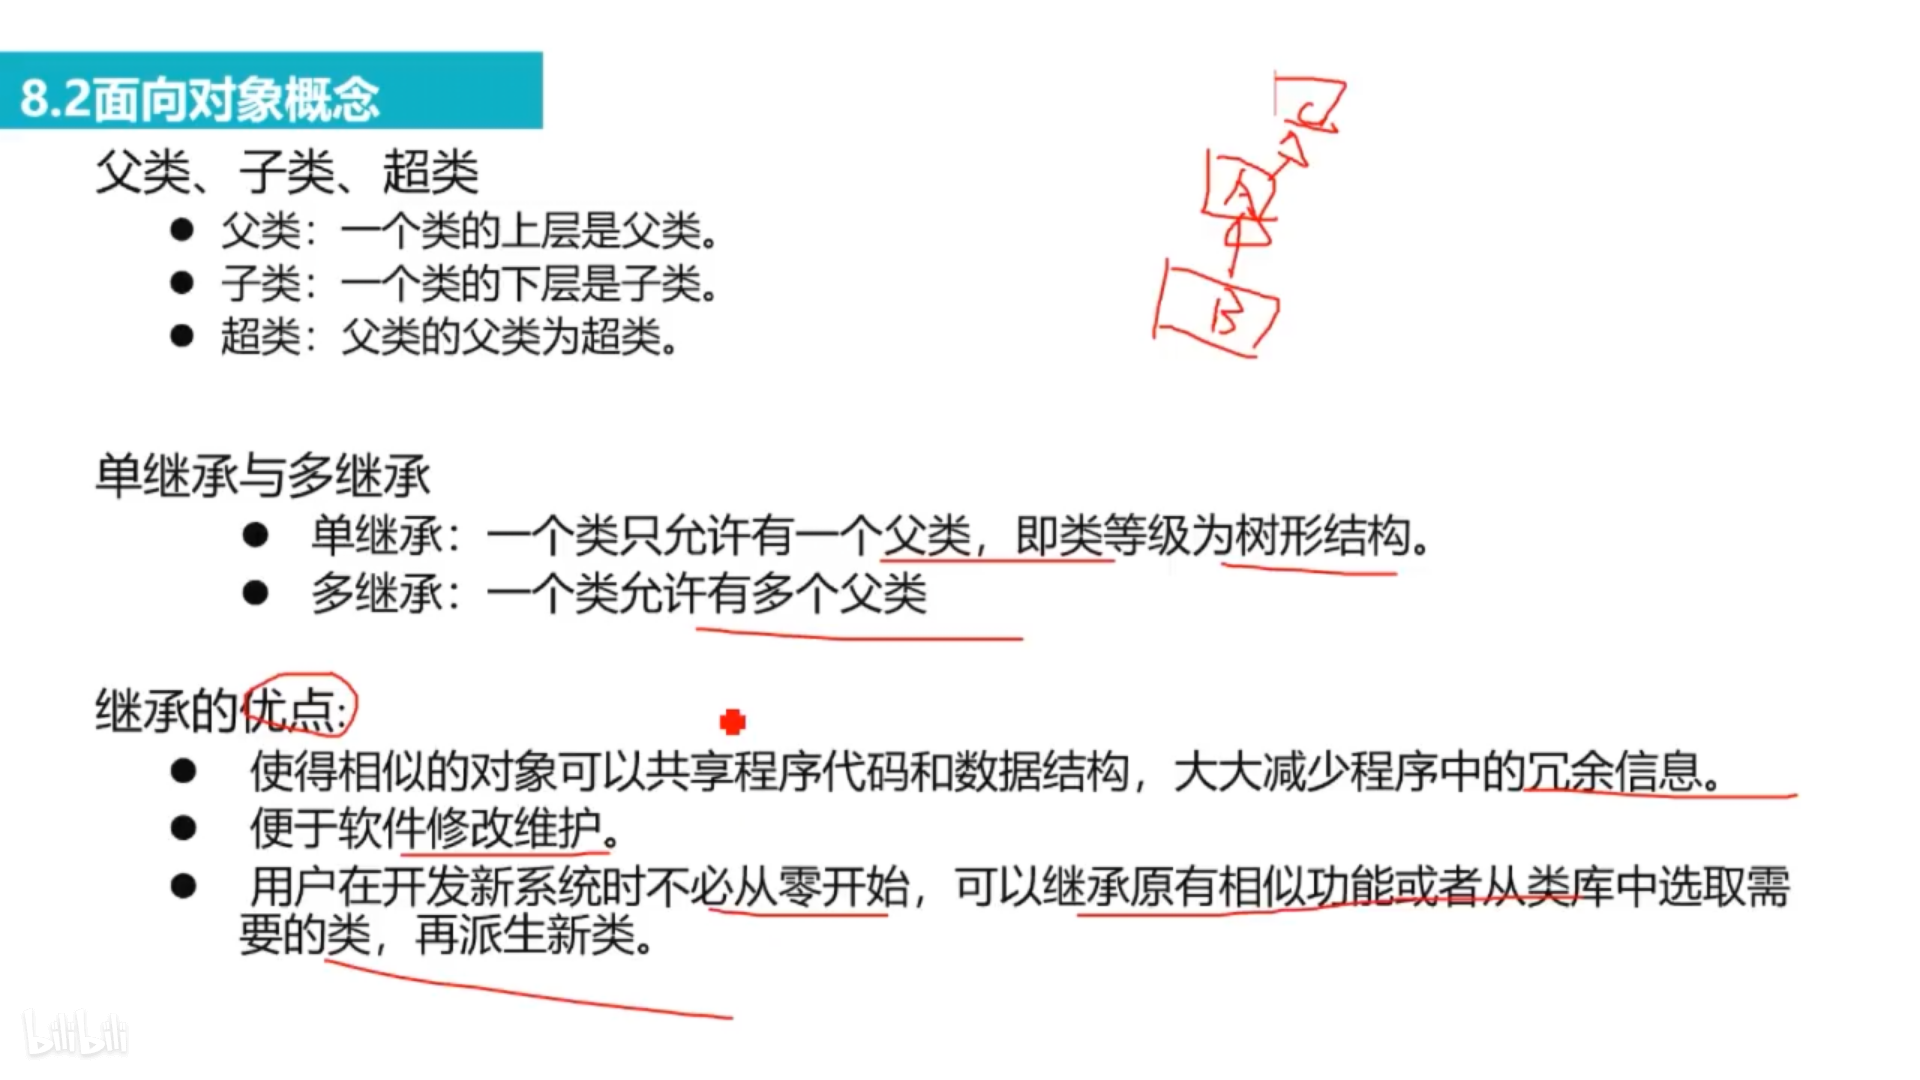 8.2面向对象概念
父类、子类、超类
● 父类：一个类的上层是父类。
● 子类：一个类的下层是子类。
● 超类：父类的父类为超类。
C
A
B
单继承与多继承
● 单继承：一个类只允许有一个父类，即类等级为树形结构。
● 多继承：一个类允许有多个父类
继承的优点:
● 使得相似的对象可以共享程序代码和数据结构，大大减少程序中的冗余信息。
● 便于软件修改维护。
● 用户在开发新系统时不必从零开始，可以继承原有相似功能或者从类库中选取需
要的类，再派生新类。
bilibili